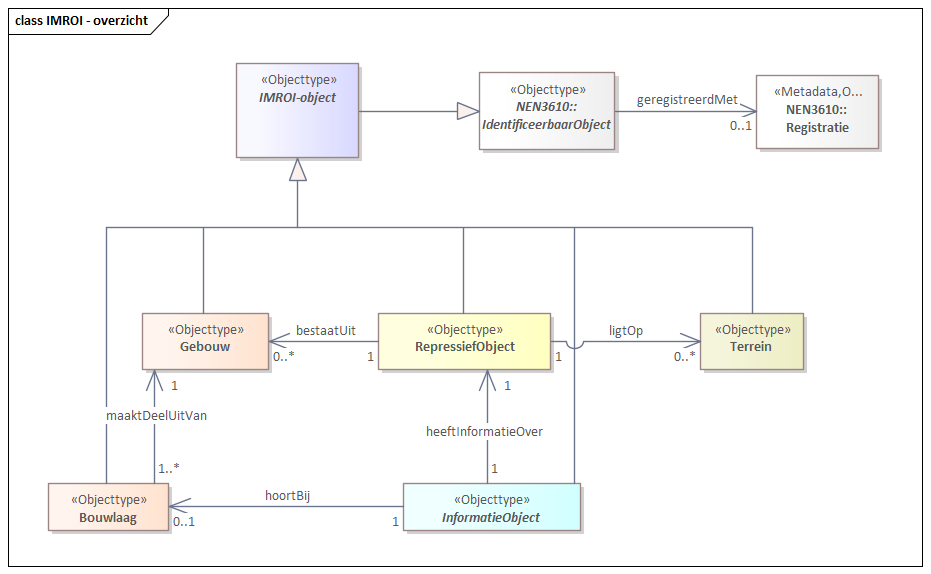 class IMROI - overzicht
«Objecttype»
IMROI-object
«Objecttype»
NEN3610::
IdentificeerbaarObject
geregistreerdMet
0..1
«Metadata,O...
NEN3610::
Registratie
«Objecttype»
Gebouw
bestaatUit
0..*
1
«Objecttype»
RepressiefObject
ligtOp
1
0..*
«Objecttype»
Terrein
1
maaktDeelUitVan
1..*
1
heeftInformatieOver
1
«Objecttype»
Bouwlaag
hoortBij
0..1
1
«Objecttype»
InformatieObject